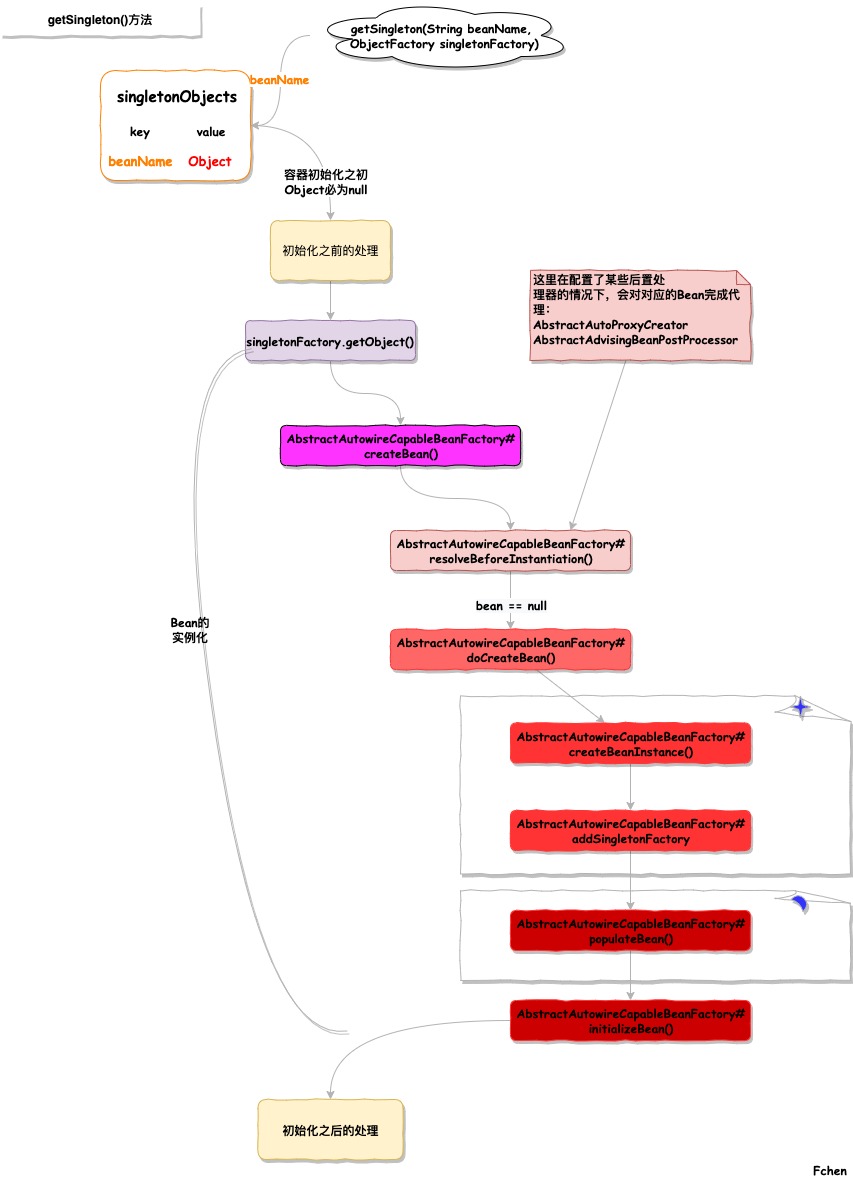 getSingleton()方法
getSingleton(String beanName,
ObjectFactory singletonFactory)
beanName
singletonObjects
key value
beanName Object
容器初始化之初
Object必为null
初始化之前的处理
这里在配置了某些后置处
理器的情况下，会对对应的Bean完成代
理：
AbstractAutoProxyCreator
AbstractAdvisingBeanPostProcessor
singletonFactory.getObject()
AbstractAutowireCapableBeanFactory#
createBean()
AbstractAutowireCapableBeanFactory#
resolveBeforeInstantiation()
bean == null
Bean的
实例化
AbstractAutowireCapableBeanFactory#
doCreateBean()
AbstractAutowireCapableBeanFactory#
createBeanInstance()
AbstractAutowireCapableBeanFactory#
addSingletonFactory
AbstractAutowireCapableBeanFactory#
populateBean()
AbstractAutowireCapableBeanFactory#
initializeBean()
初始化之后的处理
Fchen